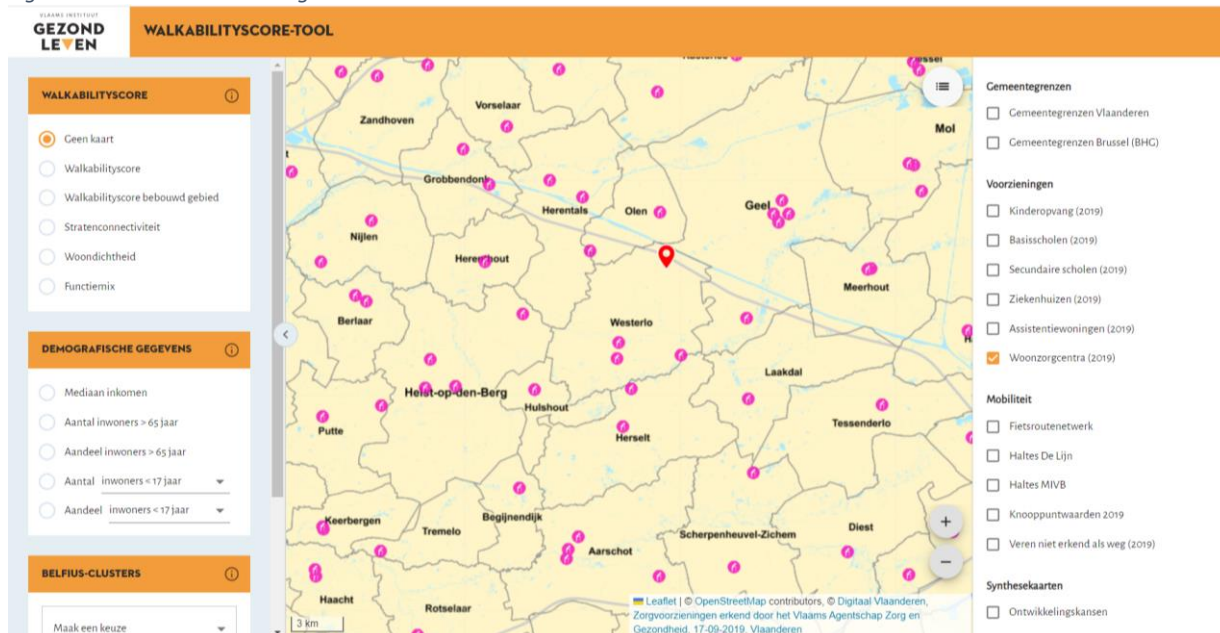 VLAAMS INSTITUUT
GEZOND
LEVEN
WALKABILITYSCORE-TOOL
WALKABILITYSCORE
Geen kaart
Walkabilityscore
Walkabilityscore bebouwd gebied
Stratenconnectiviteit
Woondichtheid
Functiemix
DEMOGRAFISCHE GEGEVENS
Mediaan inkomen
Aantal inwoners > 65 jaar
Aandeel inwoners > 65 jaar
Aantal inwoners < 17 jaar
Aandeel inwoners < 17 jaar
BELFIUS-CLUSTERS
Maak een keuze
Vorselaar
Zandhoven
Mol
Grobbendonk
Herentals
Olen
Geel
Nijlen
Herenthout
Meerhout
Berlaar
Westerlo
Laakdal
Heist-op-den-Berg
Hulshout
Putte
Herselt
Tessenderlo
Keerbergen
Tremelo
Begijnendijk
Aarschot
Scherpenheuvel-Zichem
Diest
Haacht
Rotselaar
3 km
+
−
Leaflet | © OpenStreetMap contributors, © Digitaal Vlaanderen,
Zorgvoorzieningen erkend door het Vlaams Agentschap Zorg en
Gezondheid, 17-09-2019, Vlaanderen
Gemeentegrenzen
Gemeentegrenzen Vlaanderen
Gemeentegrenzen Brussel (BHG)
Voorzieningen
Kinderopvang (2019)
Basisscholen (2019)
Secundaire scholen (2019)
Ziekenhuizen (2019)
Assistentiewoningen (2019)
Woonzorgcentra (2019)
Mobiliteit
Fietsroutenetwerk
Haltes De Lijn
Haltes MIVB
Knooppuntwaarden 2019
Veren niet erkend als weg (2019)
Synthesekaarten
Ontwikkelingskansen